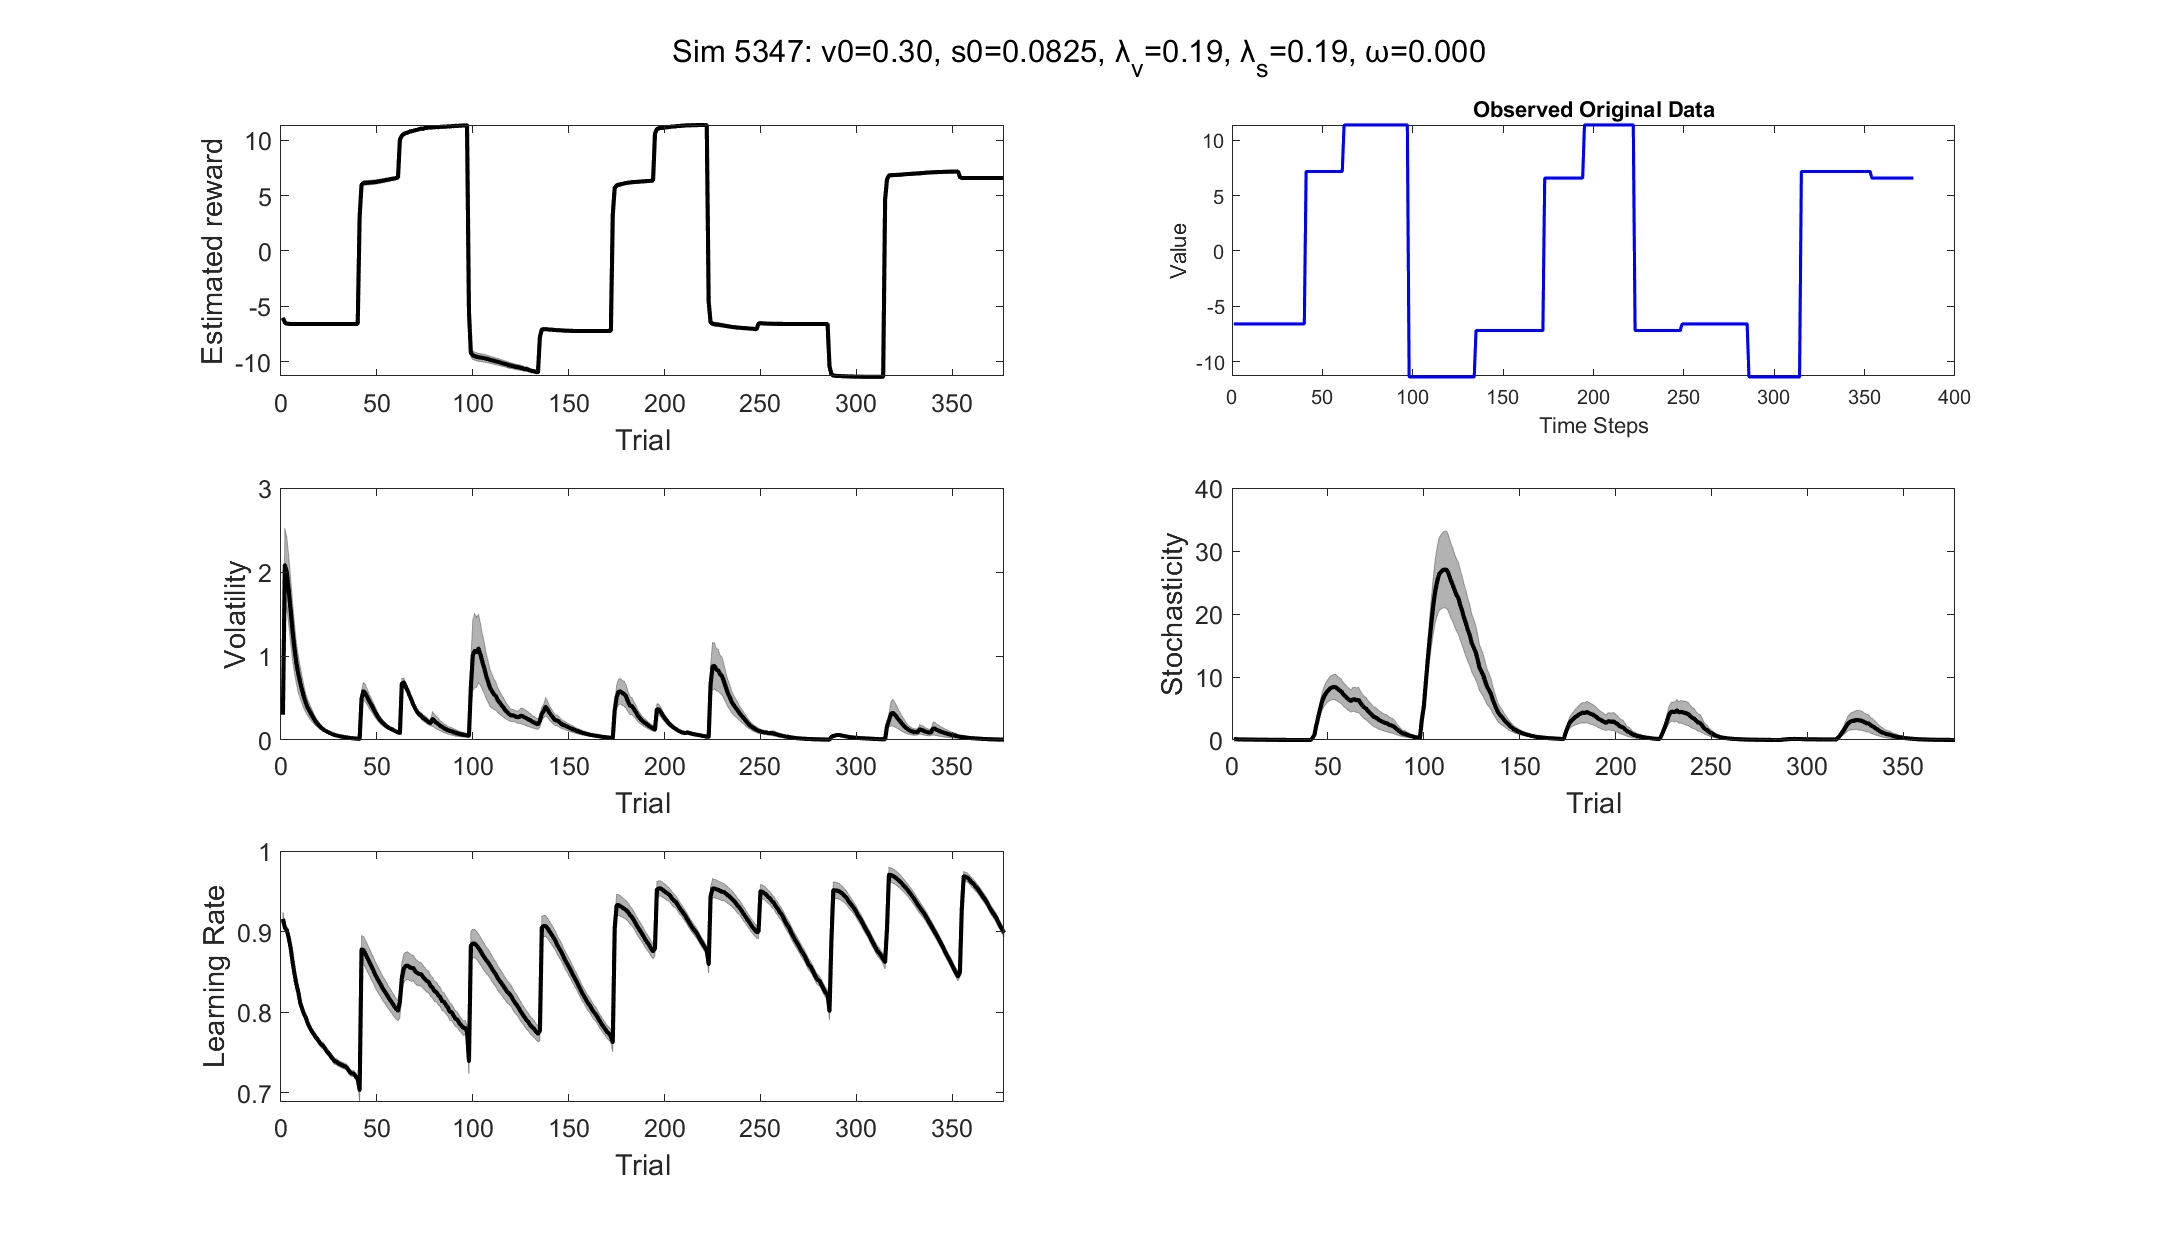 Sim 5347: v0=0.30, s0=0.0825, λv=0.19, λs=0.19, ω=0.000
Estimated reward
10
5
0
-5
-10
0 50 100 150 200 250 300 350
Trial
Observed Original Data
Value
10
5
0
-5
-10
0 50 100 150 200 250 300 350 400
Time Steps
Volatility
3
2
1
0
0 50 100 150 200 250 300 350
Trial
Stochasticity
40
30
20
10
0
0 50 100 150 200 250 300 350
Trial
Learning Rate
1
0.9
0.8
0.7
0 50 100 150 200 250 300 350
Trial